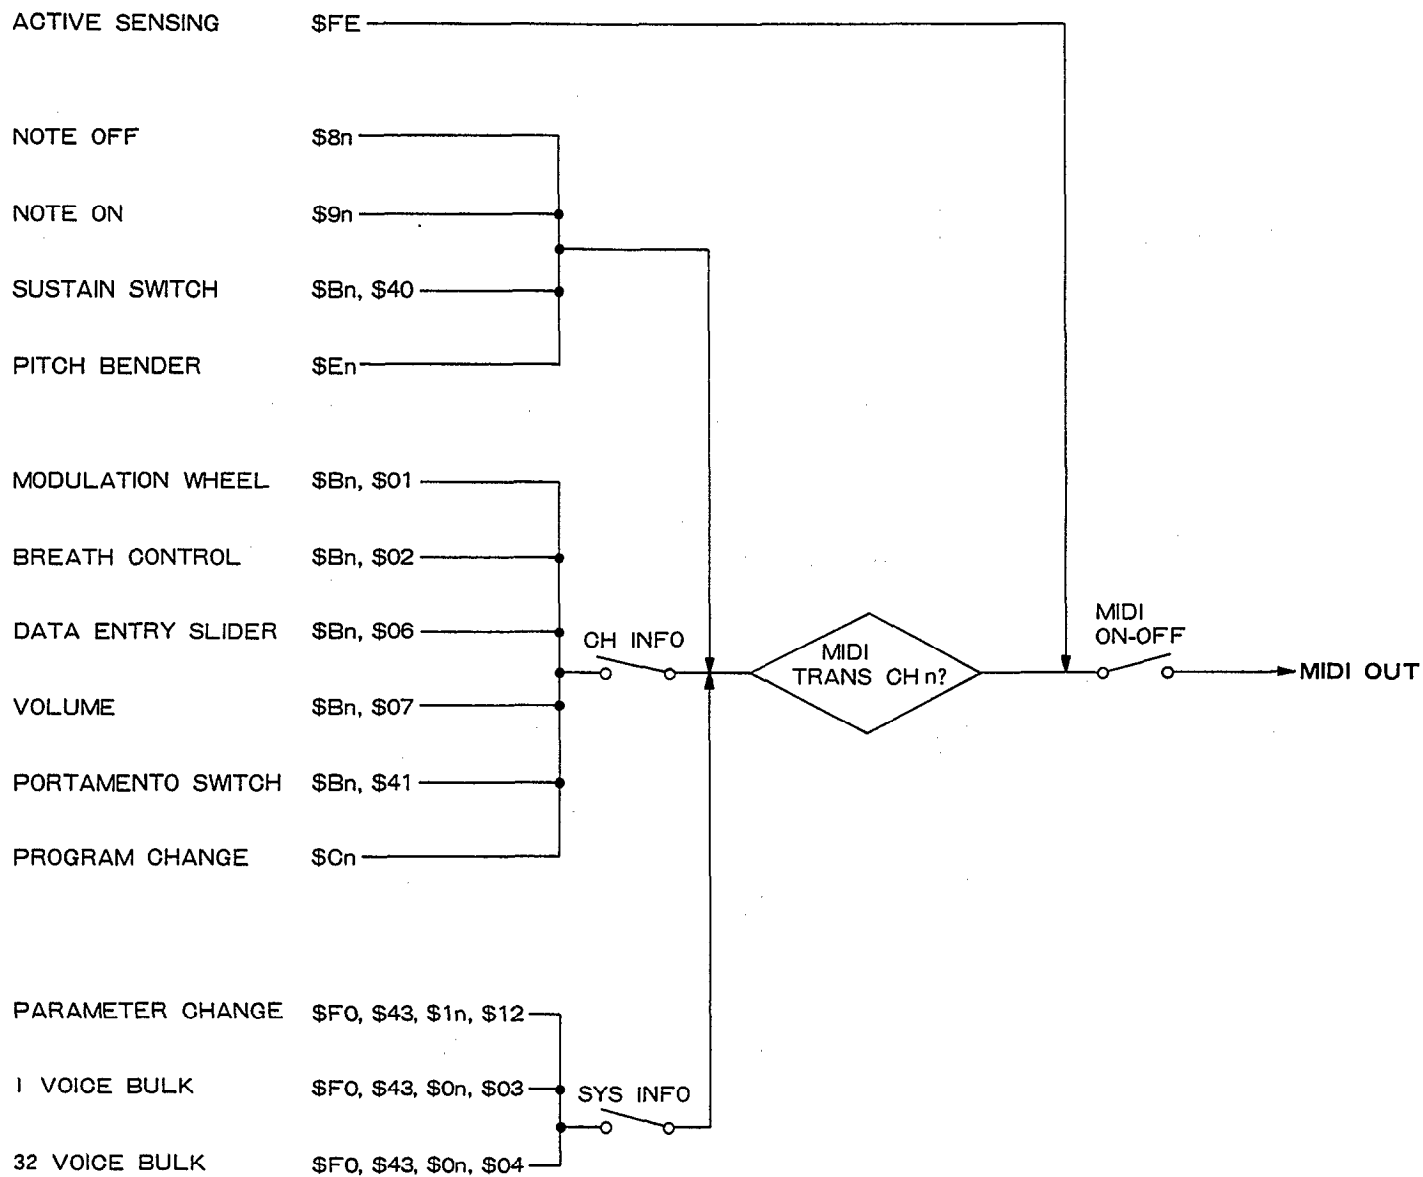 ACTIVE SENSING $FE
NOTE OFF $8n
NOTE ON $9n
SUSTAIN SWITCH $Bn, $40
PITCH BENDER $En
MODULATION WHEEL $Bn, $01
BREATH CONTROL $Bn, $02
DATA ENTRY SLIDER $Bn, $06
VOLUME $Bn, $07
PORTAMENTO SWITCH $Bn, $41
PROGRAM CHANGE $Cn
CH INFO
MIDI
TRANS CH n?
MIDI
ON-OFF
MIDI OUT
PARAMETER CHANGE $F0, $43, $1n, $12
1 VOICE BULK $F0, $43, $0n, $03
32 VOICE BULK $F0, $43, $0n, $04
SYS INFO